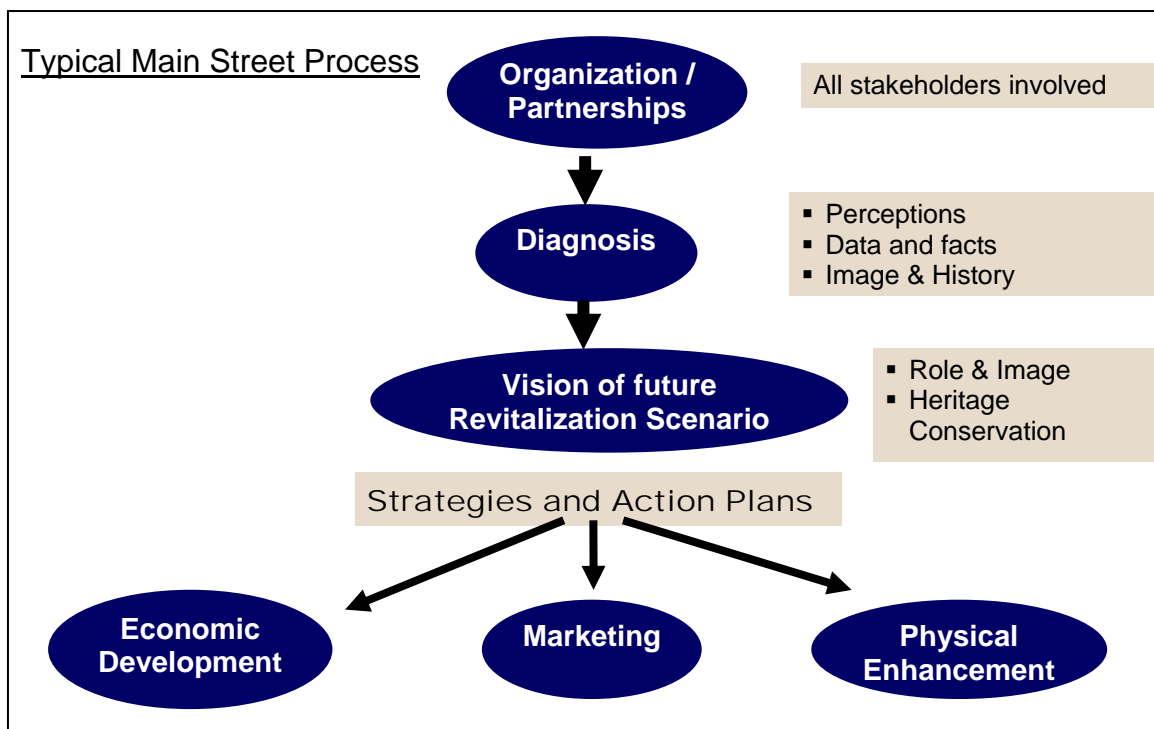 Typical Main Street Process
Organization /
Partnerships
All stakeholders involved
Diagnosis
▪ Perceptions
▪ Data and facts
▪ Image & History
Vision of future
Revitalization Scenario
▪ Role & Image
▪ Heritage
Conservation
Strategies and Action Plans
Economic
Development
Marketing
Physical
Enhancement